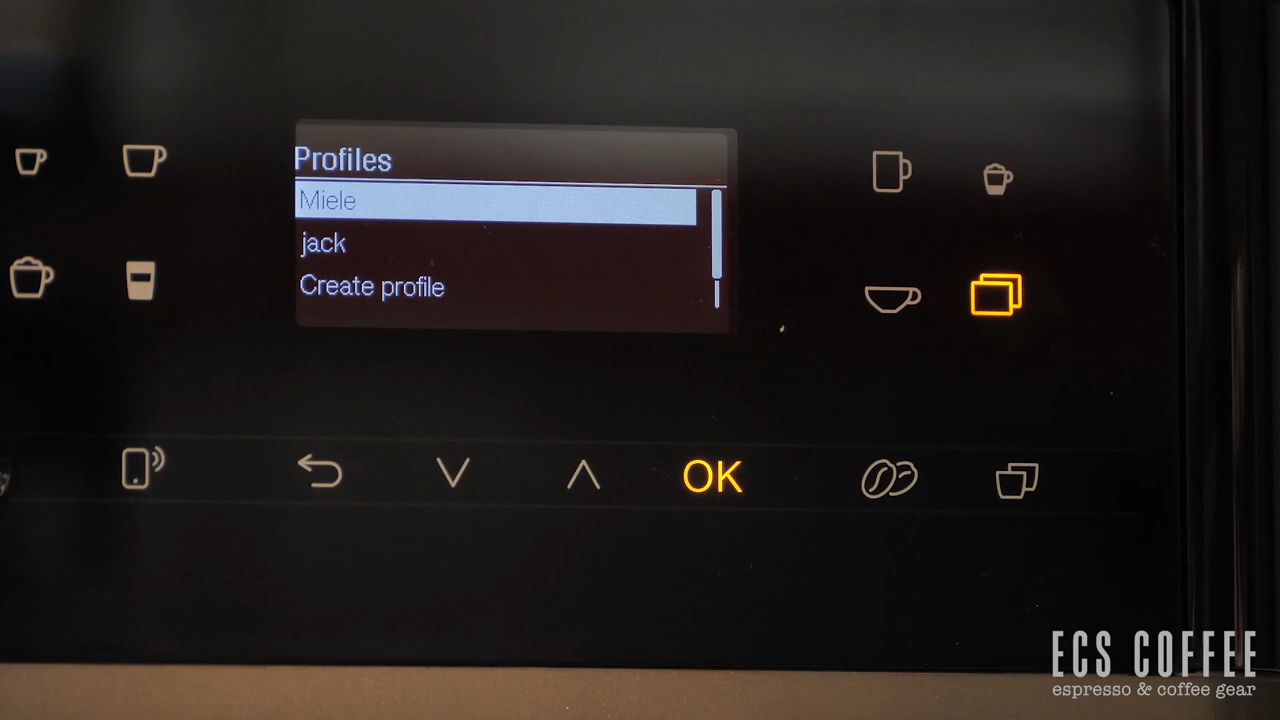 Profiles
Miele
jack
Create profile
OK
ECS COFFEE
espresso & coffee gear